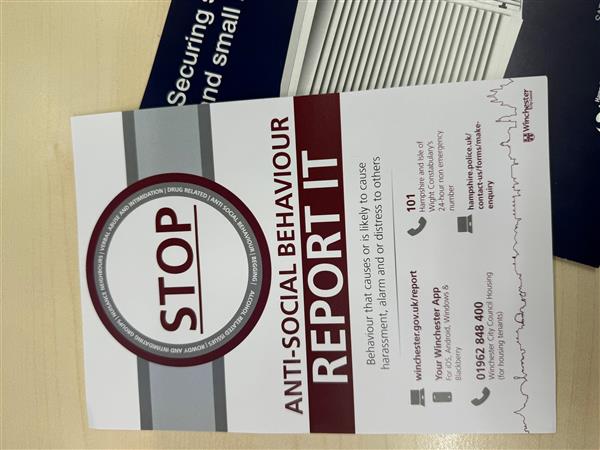 STOP
VERBAL ABUSE AND INTIMIDATION | DRUG RELATED | ANTI SOCIAL BEHAVIOUR | BEGGING | ALCOHOL RELATED ISSUES | ROWDY AND INTIMIDATING GROUPS | NUISANCE NEIGHBOURS |
ANTI-SOCIAL BEHAVIOUR
REPORT IT
Behaviour that causes or is likely to cause
harassment, alarm and or distress to others
winchester.gov.uk/report
Your Winchester App
For iOS, Android, Windows &
Blackberry
01962 848 400
Winchester City Council Housing
(for housing tenants)
101
Hampshire and Isle of
Wight Constabulary's
24-hour non emergency
number
hampshire.police.uk/
contact-us/forms/make-
enquiry
Winchester
Securing
and small